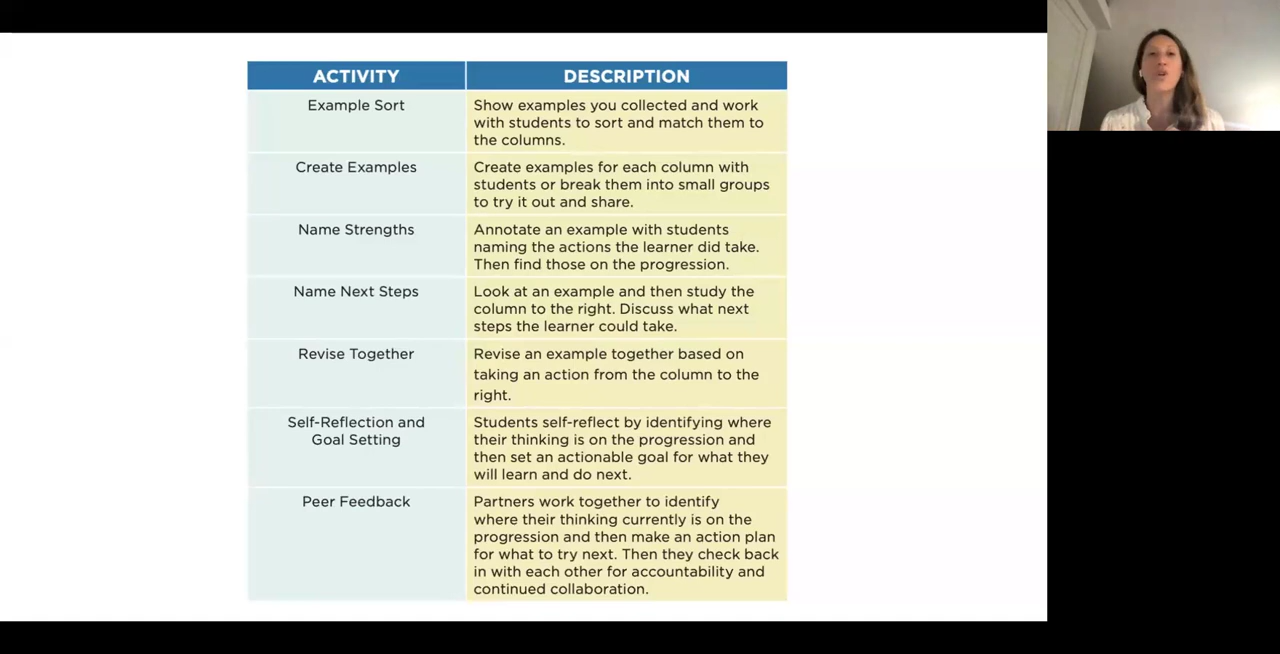 ACTIVITY
DESCRIPTION
Example Sort
Show examples you collected and work
with students to sort and match them to
the columns.
Create Examples
Create examples for each column with
students or break them into small groups
to try it out and share.
Name Strengths
Annotate an example with students
naming the actions the learner did take.
Then find those on the progression.
Name Next Steps
Look at an example and then study the
column to the right. Discuss what next
steps the learner could take.
Revise Together
Revise an example together based on
taking an action from the column to the
right.
Self-Reflection and
Goal Setting
Students self-reflect by identifying where
their thinking is on the progression and
then set an actionable goal for what they
will learn and do next.
Peer Feedback
Partners work together to identify
where their thinking currently is on the
progression and then make an action plan
for what to try next. Then they check back
in with each other for accountability and
continued collaboration.